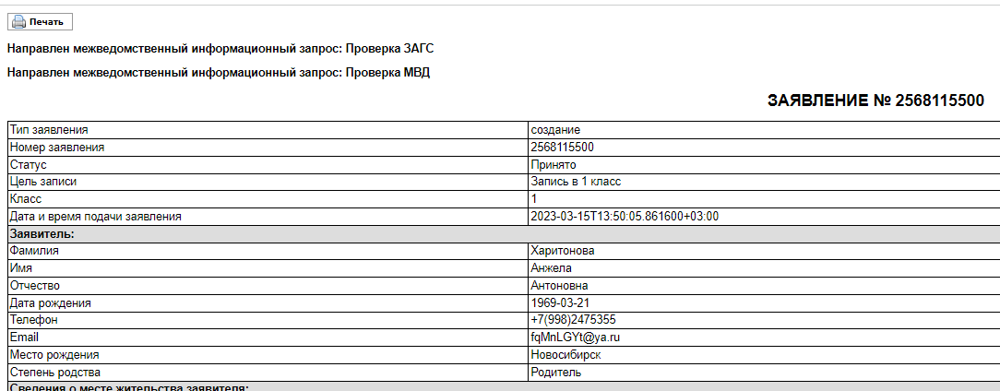 Печать
Направлен межведомственный информационный запрос: Проверка ЗАГС
Направлен межведомственный информационный запрос: Проверка МВД
ЗАЯВЛЕНИЕ № 2568115500
Тип заявления создание
Номер заявления 2568115500
Статус Принято
Цель записи Запись в 1 класс
Класс 1
Дата и время подачи заявления 2023-03-15T13:50:05.861600+03:00
Заявитель:
Фамилия Харитонова
Имя Анжела
Отчество Антоновна
Дата рождения 1969-03-21
Телефон +7(998)2475355
Email fqMnLGYt@ya.ru
Место рождения Новосибирск
Степень родства Родитель
Сведения о месте жительства заявителя: